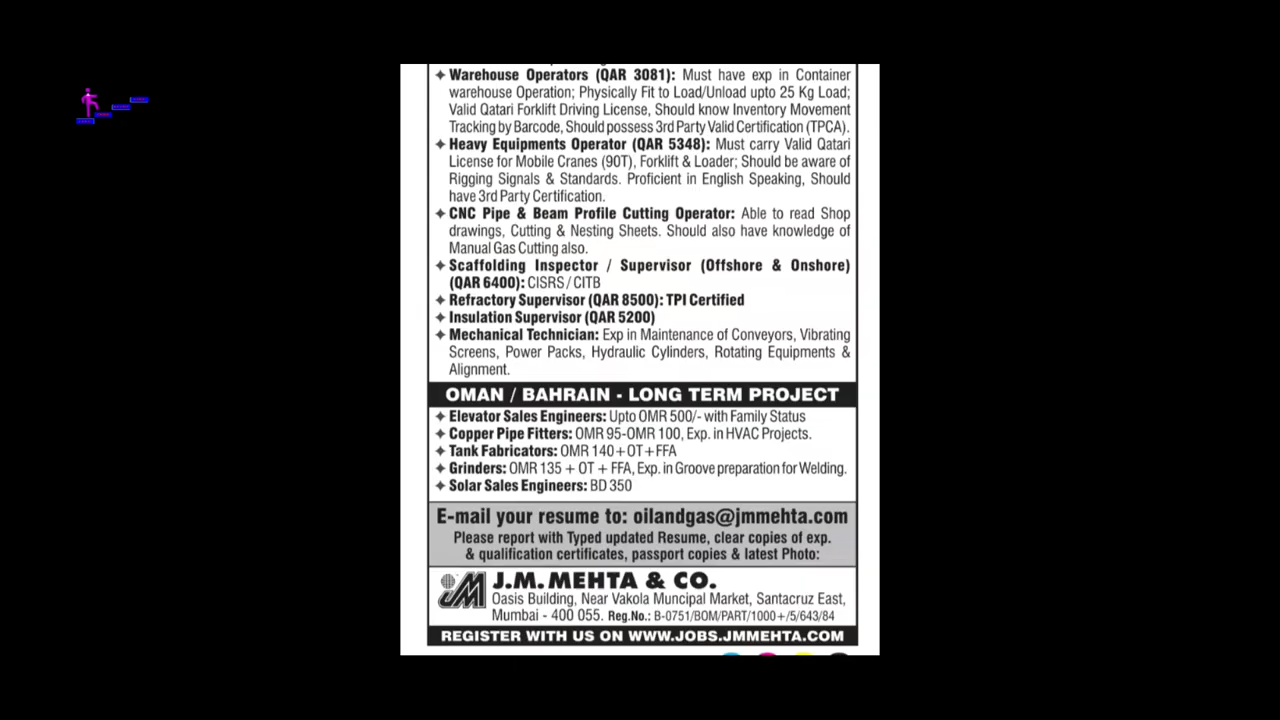 ✦ Warehouse Operators (QAR 3081): Must have exp in Container
warehouse Operation; Physically Fit to Load/Unload upto 25 Kg Load;
Valid Qatari Forklift Driving License, Should know Inventory Movement
Tracking by Barcode, Should possess 3rd Party Valid Certification (TPCA).
✦ Heavy Equipments Operator (QAR 5348): Must carry Valid Qatari
License for Mobile Cranes (90T), Forklift & Loader; Should be aware of
Rigging Signals & Standards. Proficient in English Speaking, Should
have 3rd Party Certification.
✦ CNC Pipe & Beam Profile Cutting Operator: Able to read Shop
drawings, Cutting & Nesting Sheets. Should also have knowledge of
Manual Gas Cutting also.
✦ Scaffolding Inspector / Supervisor (Offshore & Onshore)
(QAR 6400): CISRS / CITB
✦ Refractory Supervisor (QAR 8500): TPI Certified
✦ Insulation Supervisor (QAR 5200)
✦ Mechanical Technician: Exp in Maintenance of Conveyors, Vibrating
Screens, Power Packs, Hydraulic Cylinders, Rotating Equipments &
Alignment.
OMAN / BAHRAIN - LONG TERM PROJECT
✦ Elevator Sales Engineers: Upto OMR 500/- with Family Status
✦ Copper Pipe Fitters: OMR 95-OMR 100, Exp. in HVAC Projects.
✦ Tank Fabricators: OMR 140 + OT + FFA
✦ Grinders: OMR 135 + OT + FFA, Exp. in Groove preparation for Welding.
✦ Solar Sales Engineers: BD 350
E-mail your resume to: oilandgas@jmmehta.com
Please report with Typed updated Resume, clear copies of exp.
& qualification certificates, passport copies & latest Photo:
J.M. MEHTA & CO.
Oasis Building, Near Vakola Muncipal Market, Santacruz East,
Mumbai - 400 055. Reg.No.: B-0751/BOM/PART/1000+/5/643/84
REGISTER WITH US ON WWW.JOBS.JMMEHTA.COM